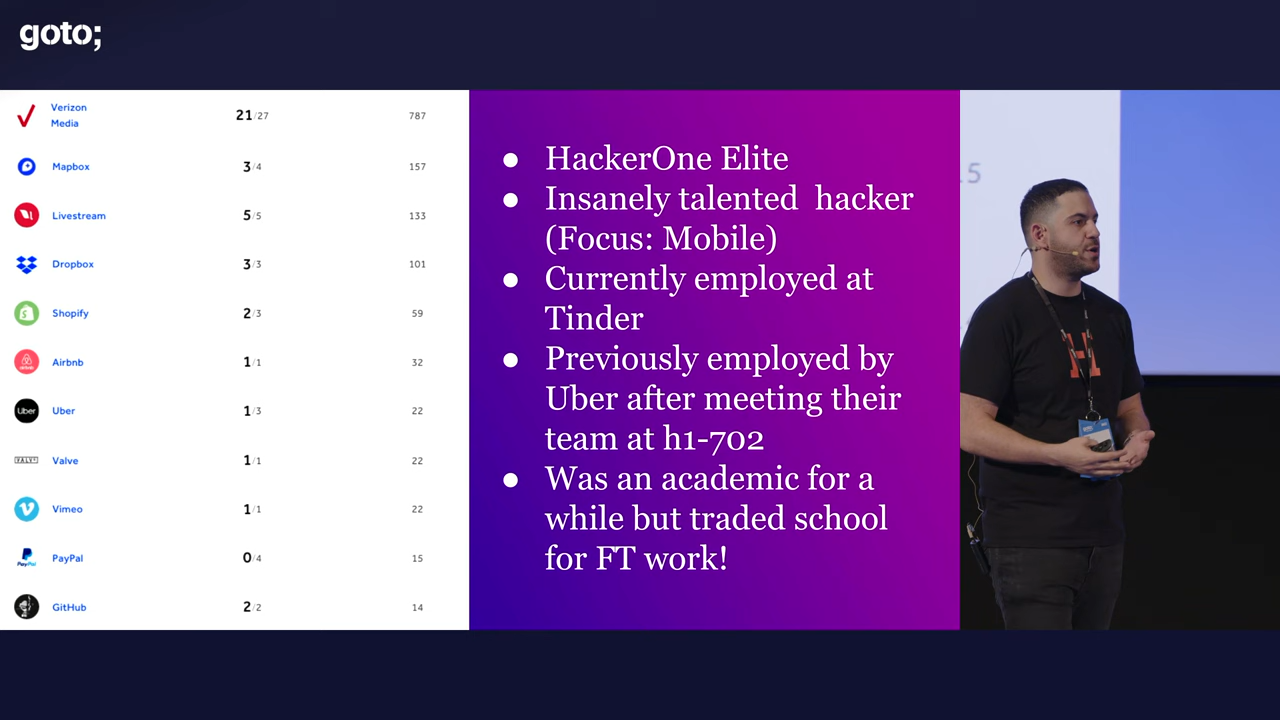 goto;
Verizon
Media
21/27
787
Mapbox
3/4
157
Livestream
5/5
133
Dropbox
3/3
101
Shopify
2/3
59
Airbnb
1/1
32
Uber
Uber
1/3
22
VALVE
Valve
1/1
22
Vimeo
1/1
22
PayPal
PayPal
0/4
15
GitHub
2/2
14
● HackerOne Elite
● Insanely talented hacker
(Focus: Mobile)
● Currently employed at
Tinder
● Previously employed by
Uber after meeting their
team at h1-702
● Was an academic for a
while but traded school
for FT work!
.5
H